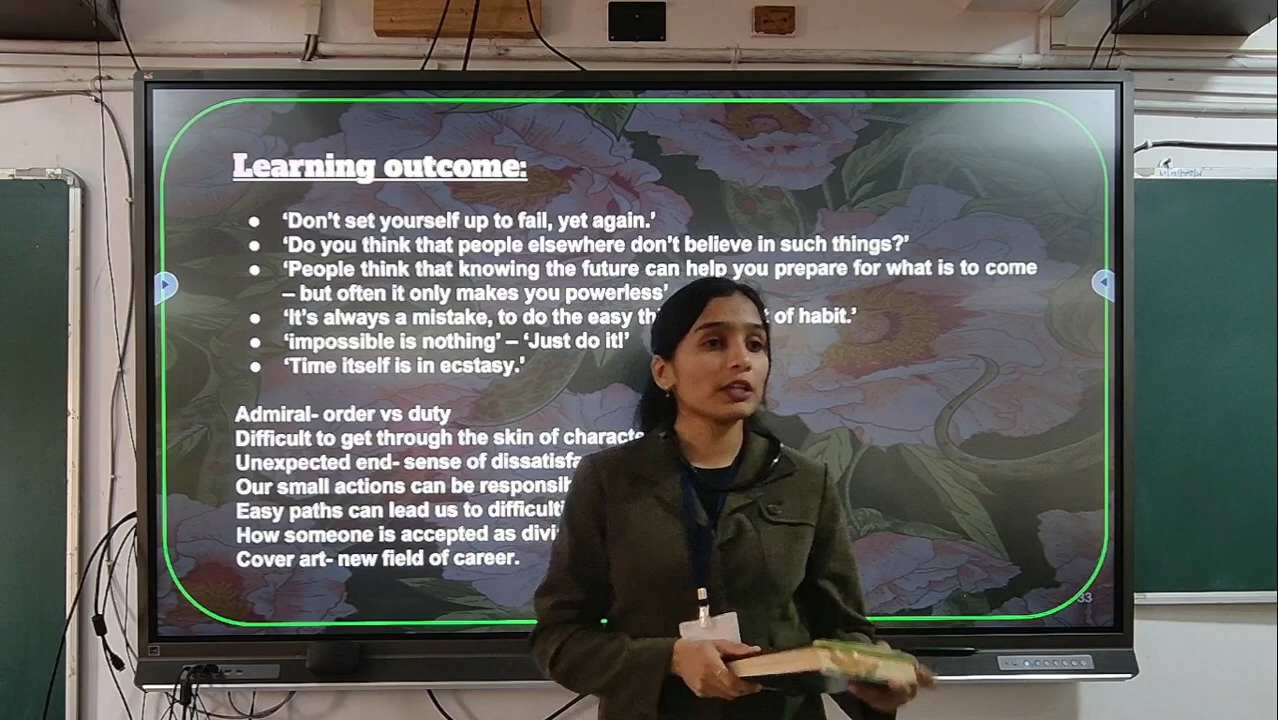 Learning outcome:
● ‘Don’t set yourself up to fail, yet again.’
● ‘Do you think that people elsewhere don’t believe in such things?’
● ‘People think that knowing the future can help you prepare for what is to come
– but often it only makes you powerless’
● ‘It’s always a mistake, to do the easy of habit.’
● ‘impossible is nothing’ – ‘Just do it!’
● ‘Time itself is in ecstasy.’
Admiral- order vs duty
Difficult to get through the skin of
Unexpected end- sense of
Our small actions can be
Easy paths can lead us to
How someone is accepted as
Cover art- new field of career.
33